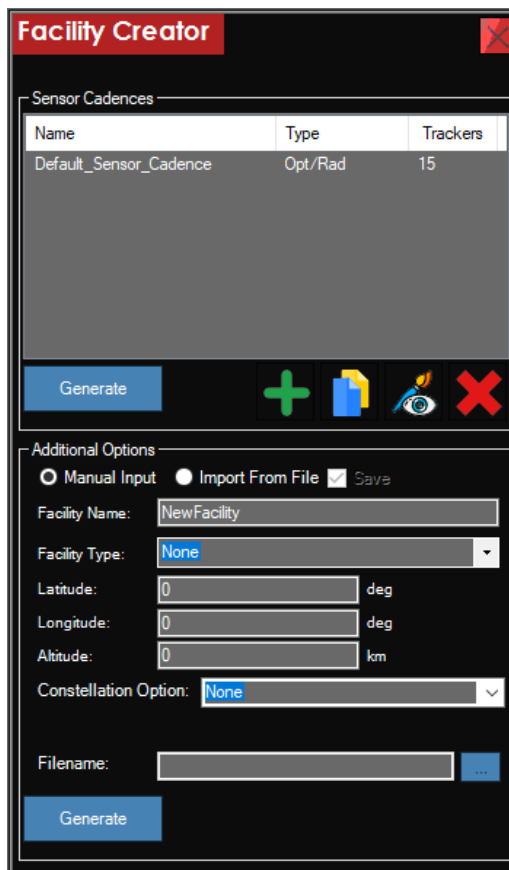 Facility Creator
Sensor Cadences
Name Type Trackers
Default_Sensor_Cadence Opt/Rad 15
Generate
Additional Options
Manual Input Import From File Save
Facility Name: NewFacility
Facility Type: None
Latitude: 0 deg
Longitude: 0 deg
Altitude: 0 km
Constellation Option: None
Filename: ...
Generate